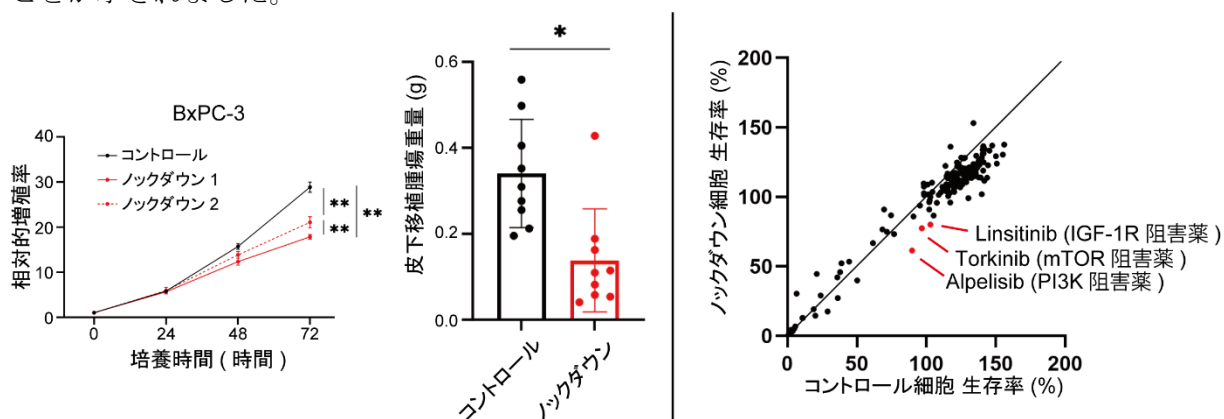 BxPC-3
相対的増殖率
40
30
20
10
0
コントロール
ノックダウン 1
ノックダウン 2
**
**
**
0
24
48
72
培養時間 ( 時間 )
皮下移植腫瘍重量 (g)
0.6
0.4
0.2
0.0
*
コントロール
ノックダウン
ノックダウン細胞 生存率 (%)
200
150
100
50
0
Linsitinib (IGF-1R 阻害薬 )
Torkinib (mTOR 阻害薬 )
Alpelisib (PI3K 阻害薬 )
0
50
100
150
200
コントロール細胞 生存率 (%)